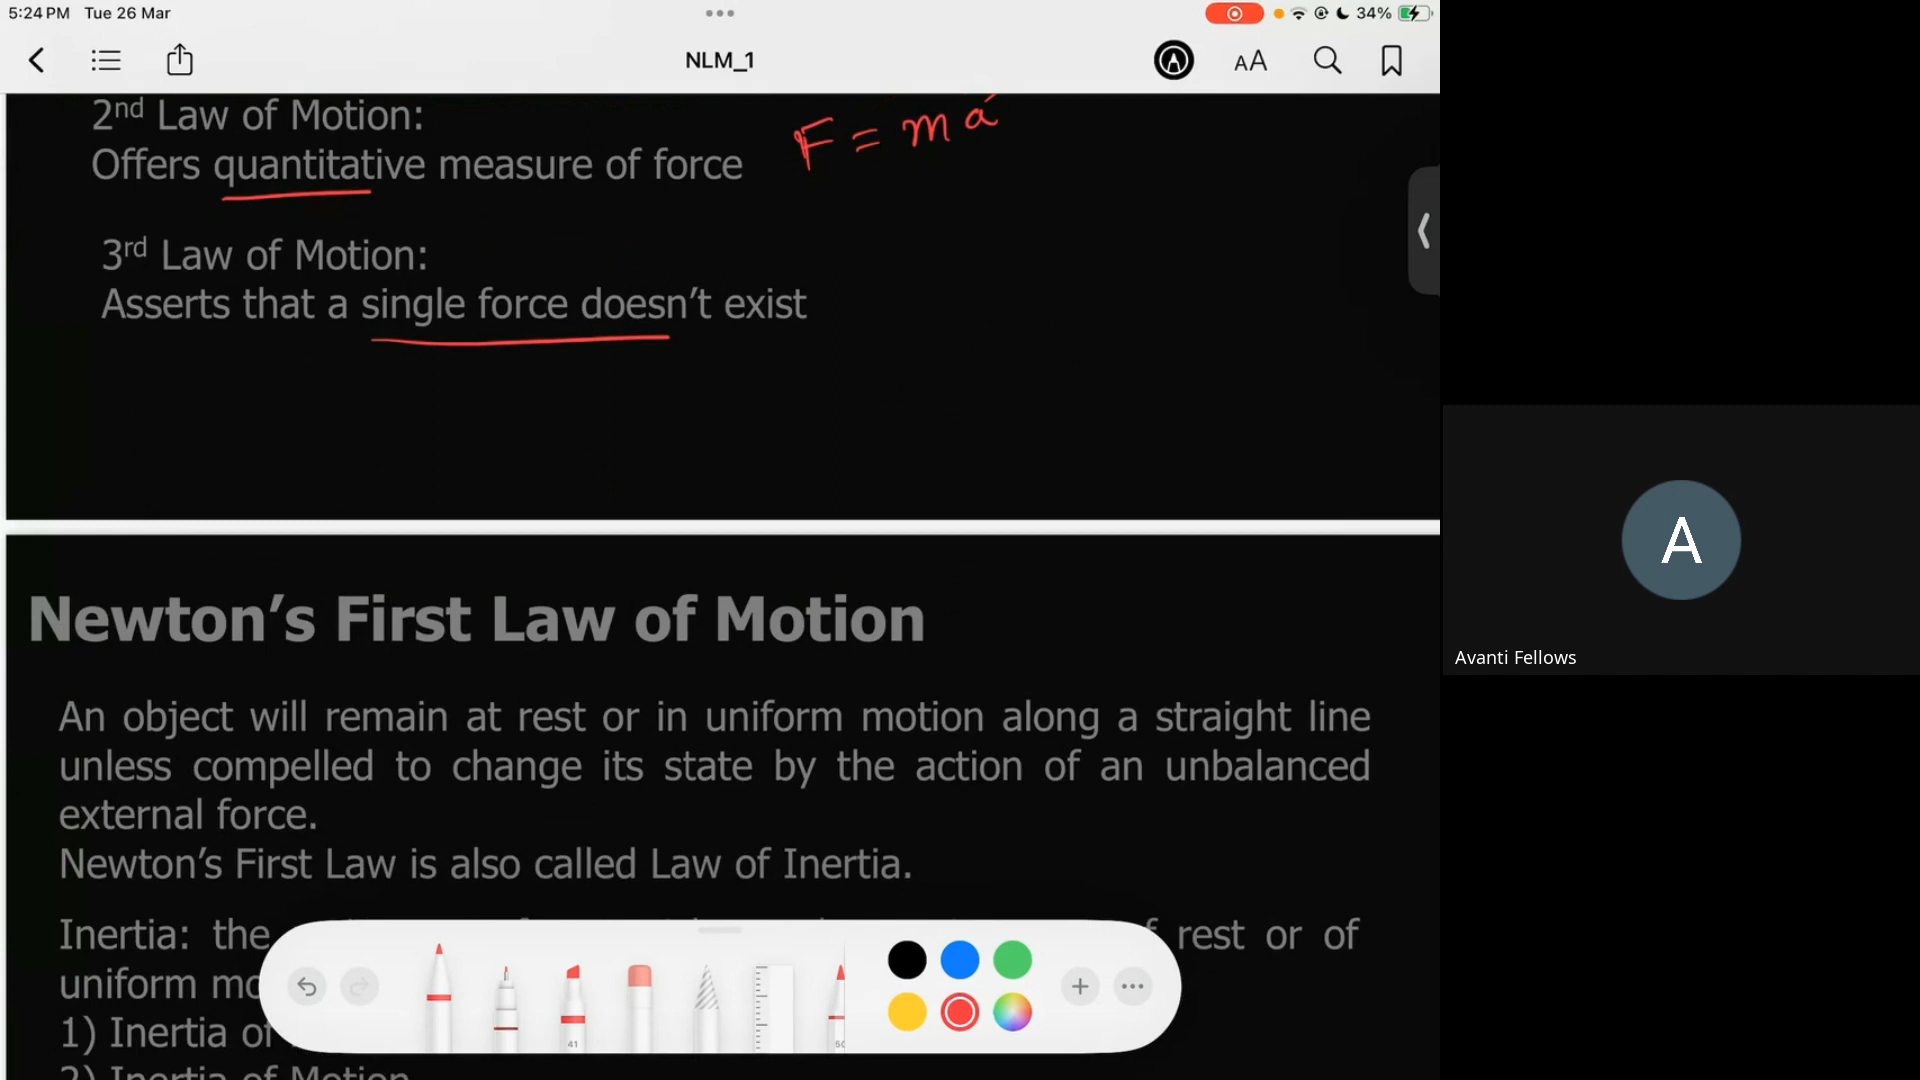 5:24 PM Tue 26 Mar
34%
NLM_1
AA
2nd Law of Motion:
F = ma
Offers quantitative measure of force
3rd Law of Motion:
Asserts that a single force doesn't exist
Newton's First Law of Motion
An object will remain at rest or in uniform motion along a straight line
unless compelled to change its state by the action of an unbalanced
external force.
Newton's First Law is also called Law of Inertia.
Inertia: the
f rest or of
uniform mo
1) Inertia of
2) Inertia of Motion
41
A
Avanti Fellows